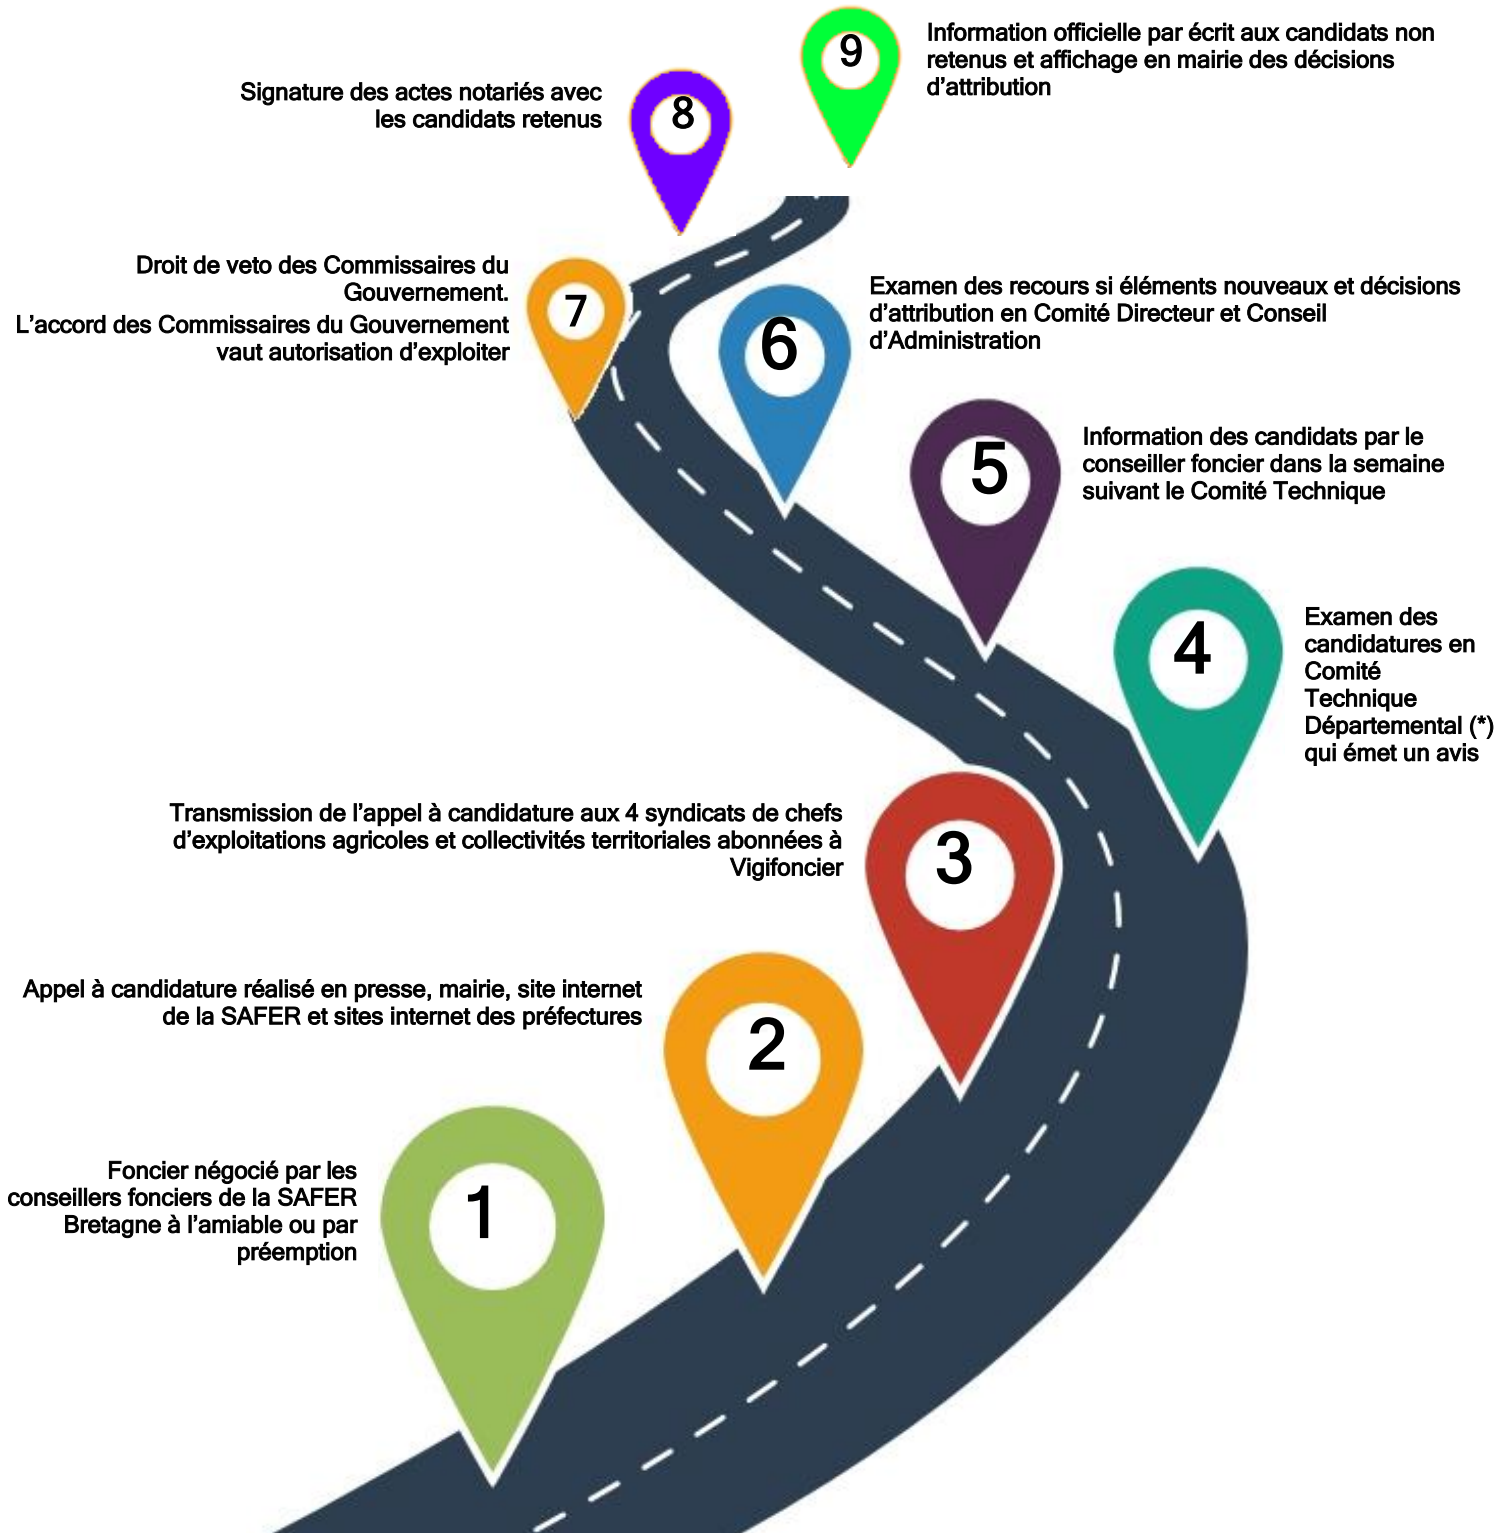 9
Information officielle par écrit aux candidats non
retenus et affichage en mairie des décisions
d’attribution
Signature des actes notariés avec
les candidats retenus
8
Droit de veto des Commissaires du
Gouvernement.
L’accord des Commissaires du Gouvernement
vaut autorisation d’exploiter
7
6
Examen des recours si éléments nouveaux et décisions
d’attribution en Comité Directeur et Conseil
d’Administration
5
Information des candidats par le
conseiller foncier dans la semaine
suivant le Comité Technique
4
Examen des
candidatures en
Comité
Technique
Départemental (*)
qui émet un avis
Transmission de l’appel à candidature aux 4 syndicats de chefs
d’exploitations agricoles et collectivités territoriales abonnées à
Vigifoncier
3
Appel à candidature réalisé en presse, mairie, site internet
de la SAFER et sites internet des préfectures
2
Foncier négocié par les
conseillers fonciers de la SAFER
Bretagne à l’amiable ou par
préemption
1